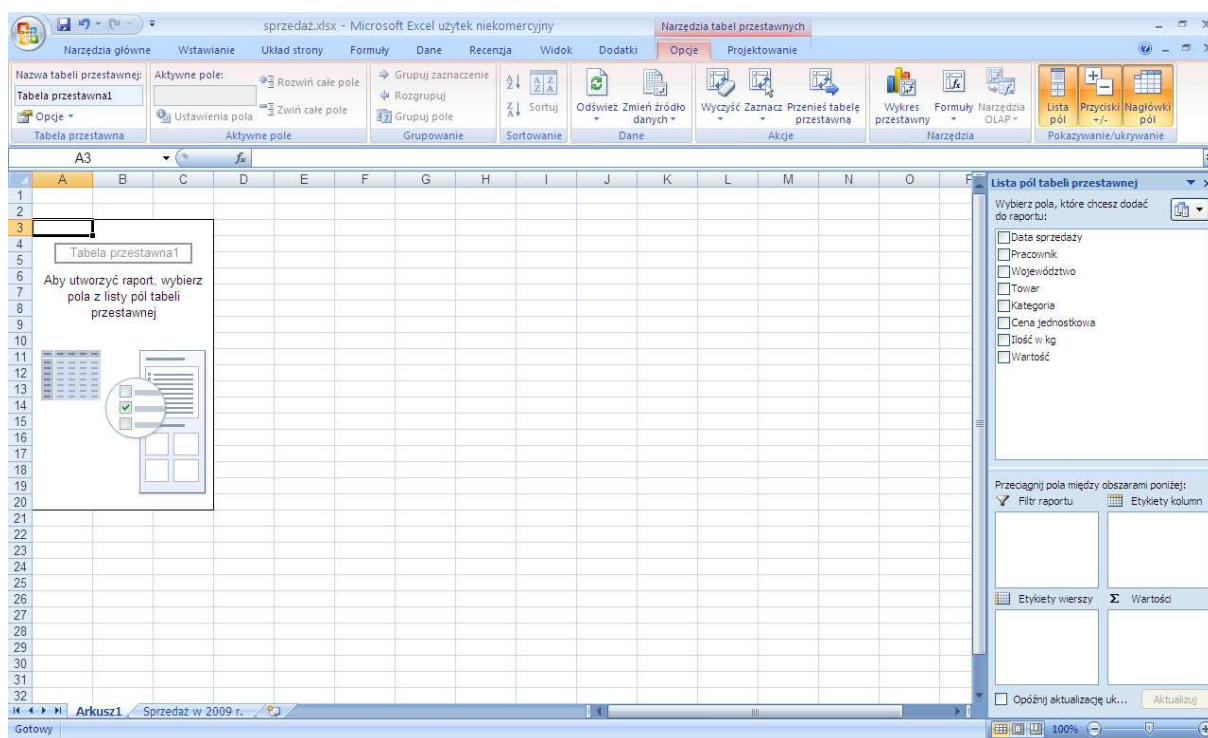 sprzedaż.xlsx - Microsoft Excel użytek niekomercyjny
Narzędzia tabel przestawnych
Narzędzia główne Wstawianie Układ strony Formuły Dane Recenzja Widok Dodatki Opcje Projektowanie
Nazwa tabeli przestawnej:
Tabela przestawna1
Opcje
Tabela przestawna
Aktywne pole:
Ustawienia pola
Rozwiń całe pole
Zwiń całe pole
Aktywne pole
Grupuj zaznaczenie
Rozgrupuj
Grupuj pole
Grupowanie
Sortuj
Sortowanie
Odśwież
Zmień źródło
danych
Dane
Wyczyść
Zaznacz
Przenieś tabelę
przestawną
Akcje
Wykres
przestawny
Formuły
Narzędzia
OLAP
Narzędzia
Lista
pól
Przyciski
+/-
Nagłówki
pól
Pokazywanie/ukrywanie
A3
fx
A B C D E F G H I J K L M N O P
1
2
3
4
5
6
7
8
9
10
11
12
13
14
15
16
17
18
19
20
21
22
23
24
25
26
27
28
29
30
31
32
Tabela przestawna1
Aby utworzyć raport, wybierz
pola z listy pól tabeli
przestawnej
Lista pól tabeli przestawnej
Wybierz pola, które chcesz dodać
do raportu:
Data sprzedaży
Pracownik
Województwo
Towar
Kategoria
Cena jednostkowa
Ilość w kg
Wartość
Przeciągnij pola między obszarami poniżej:
Filtr raportu
Etykiety kolumn
Etykiety wierszy
Σ Wartości
Opóźnij aktualizację uk...
Aktualizuj
Arkusz1
Sprzedaż w 2009 r.
Gotowy
100%